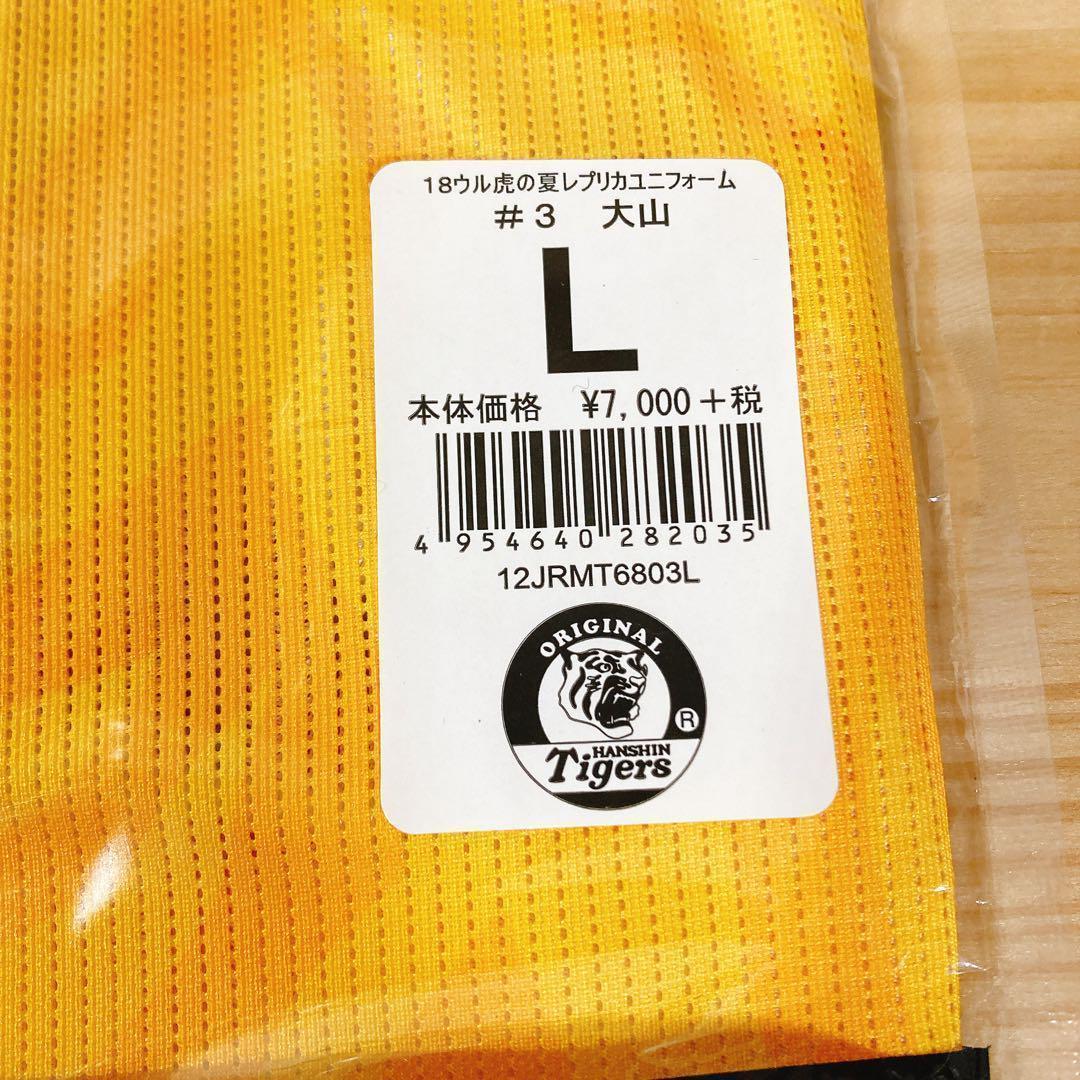 18ウル虎の夏レプリカユニフォーム
#3 大山
L
本体価格 ¥7,000+税
4 954640 282035
12JRMT6803L
ORIGINAL
®
HANSHIN
Tigers